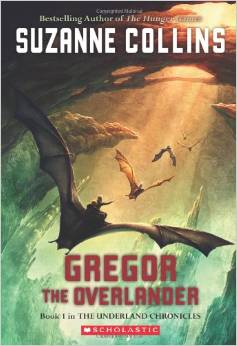 Bestselling Author of The Hunger Games
SUZANNE COLLINS
GREGOR
THE OVERLANDER
Book 1 in THE UNDERLAND CHRONICLES
SCHOLASTIC